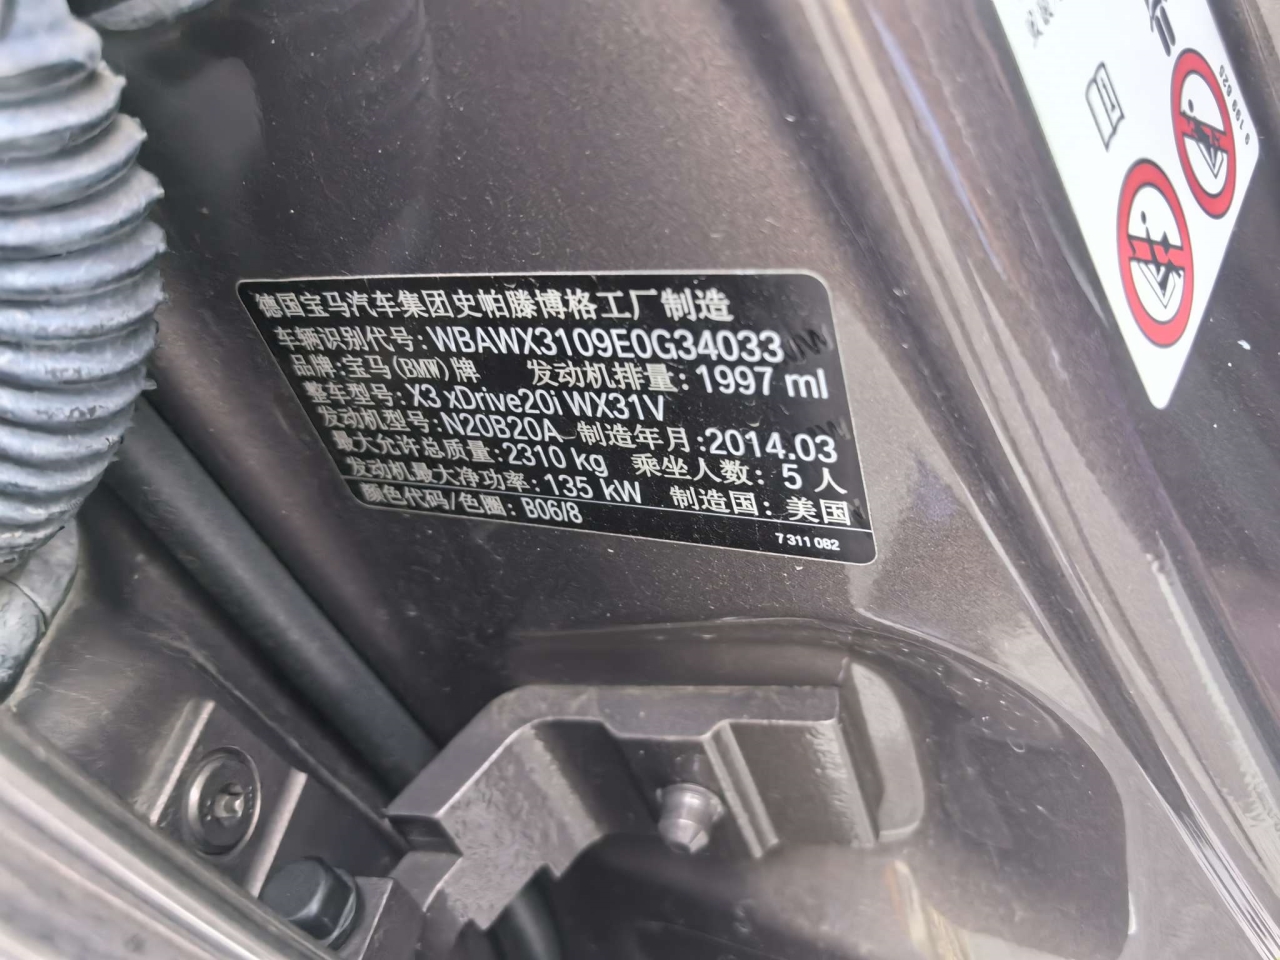 德国宝马汽车集团史帕滕博格工厂制造
车辆识别代号: WBAWX3109E0G34033
品牌: 宝马(BMW)牌 发动机排量: 1997 ml
整车型号: X3 xDrive20i WX31V
发动机型号: N20B20A 制造年月: 2014.03
最大允许总质量: 2310 kg 乘坐人数: 5 人
发动机最大净功率: 135 kW 制造国: 美国
颜色代码/色圈: B06/8
7 311 082